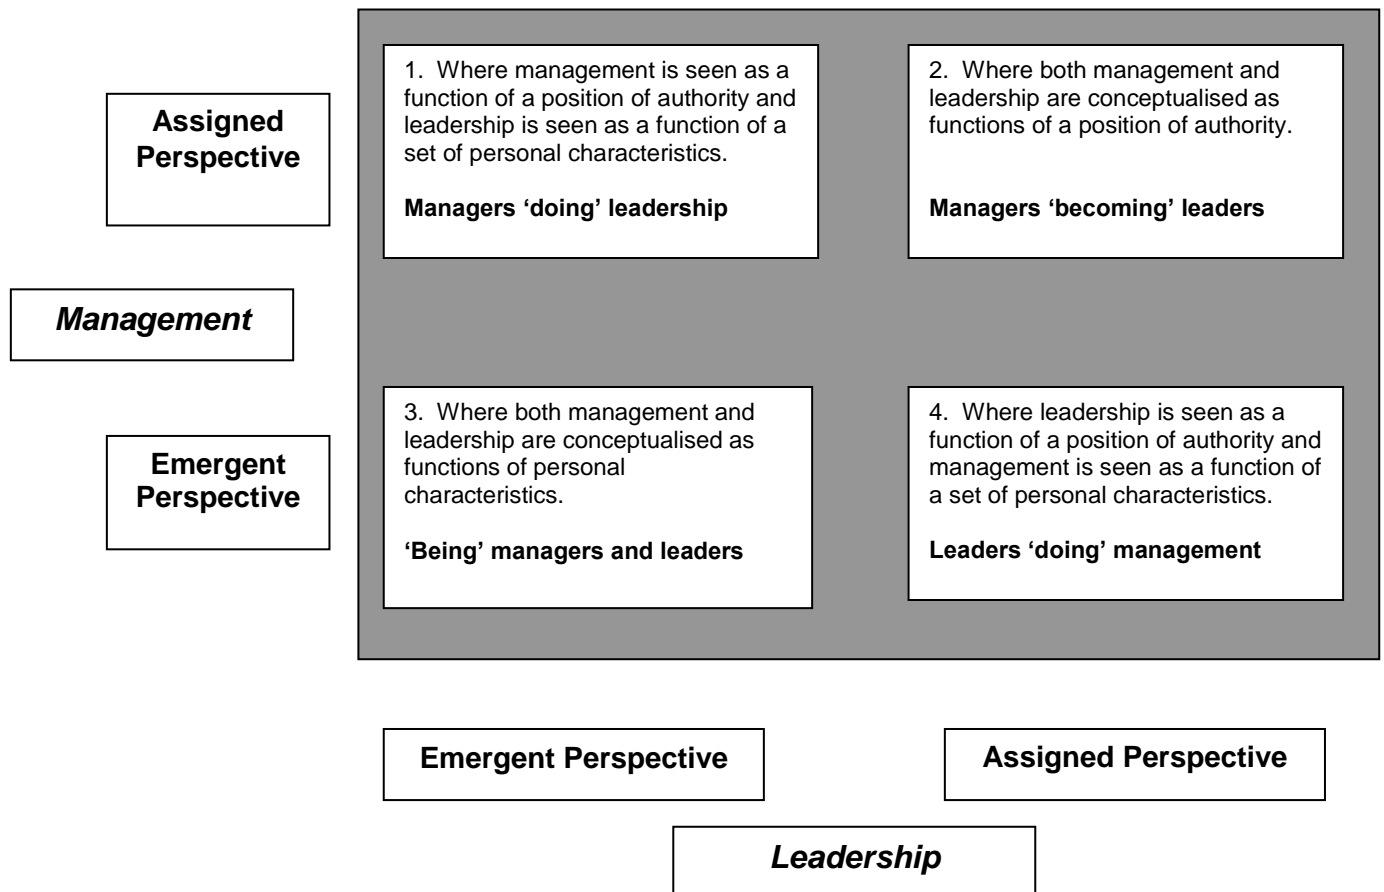 Assigned
Perspective
1. Where management is seen as a
function of a position of authority and
leadership is seen as a function of a
set of personal characteristics.
Managers ‘doing’ leadership
2. Where both management and
leadership are conceptualised as
functions of a position of authority.
Managers ‘becoming’ leaders
Management
Emergent
Perspective
3. Where both management and
leadership are conceptualised as
functions of personal
characteristics.
‘Being’ managers and leaders
4. Where leadership is seen as a
function of a position of authority and
management is seen as a function of
a set of personal characteristics.
Leaders ‘doing’ management
Emergent Perspective
Assigned Perspective
Leadership